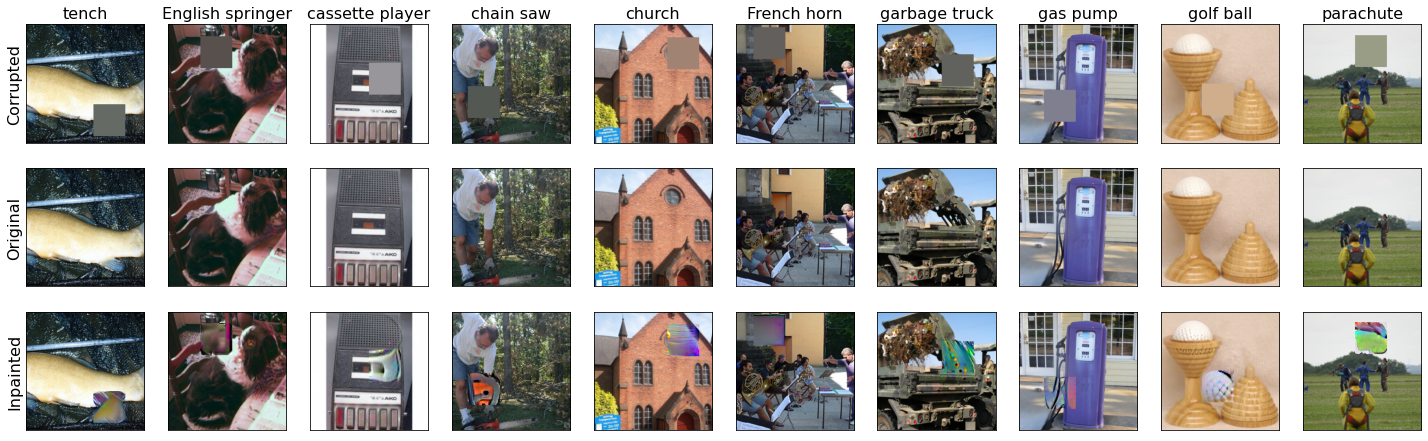 tench English springer cassette player chain saw church French horn garbage truck gas pump golf ball parachute
Corrupted
Original
Inpainted